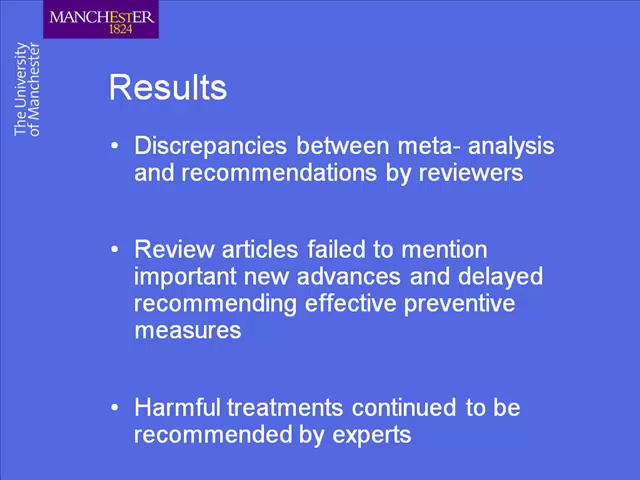 MANCHESTER
1824
The University
of Manchester
Results
• Discrepancies between meta- analysis
and recommendations by reviewers
• Review articles failed to mention
important new advances and delayed
recommending effective preventive
measures
• Harmful treatments continued to be
recommended by experts